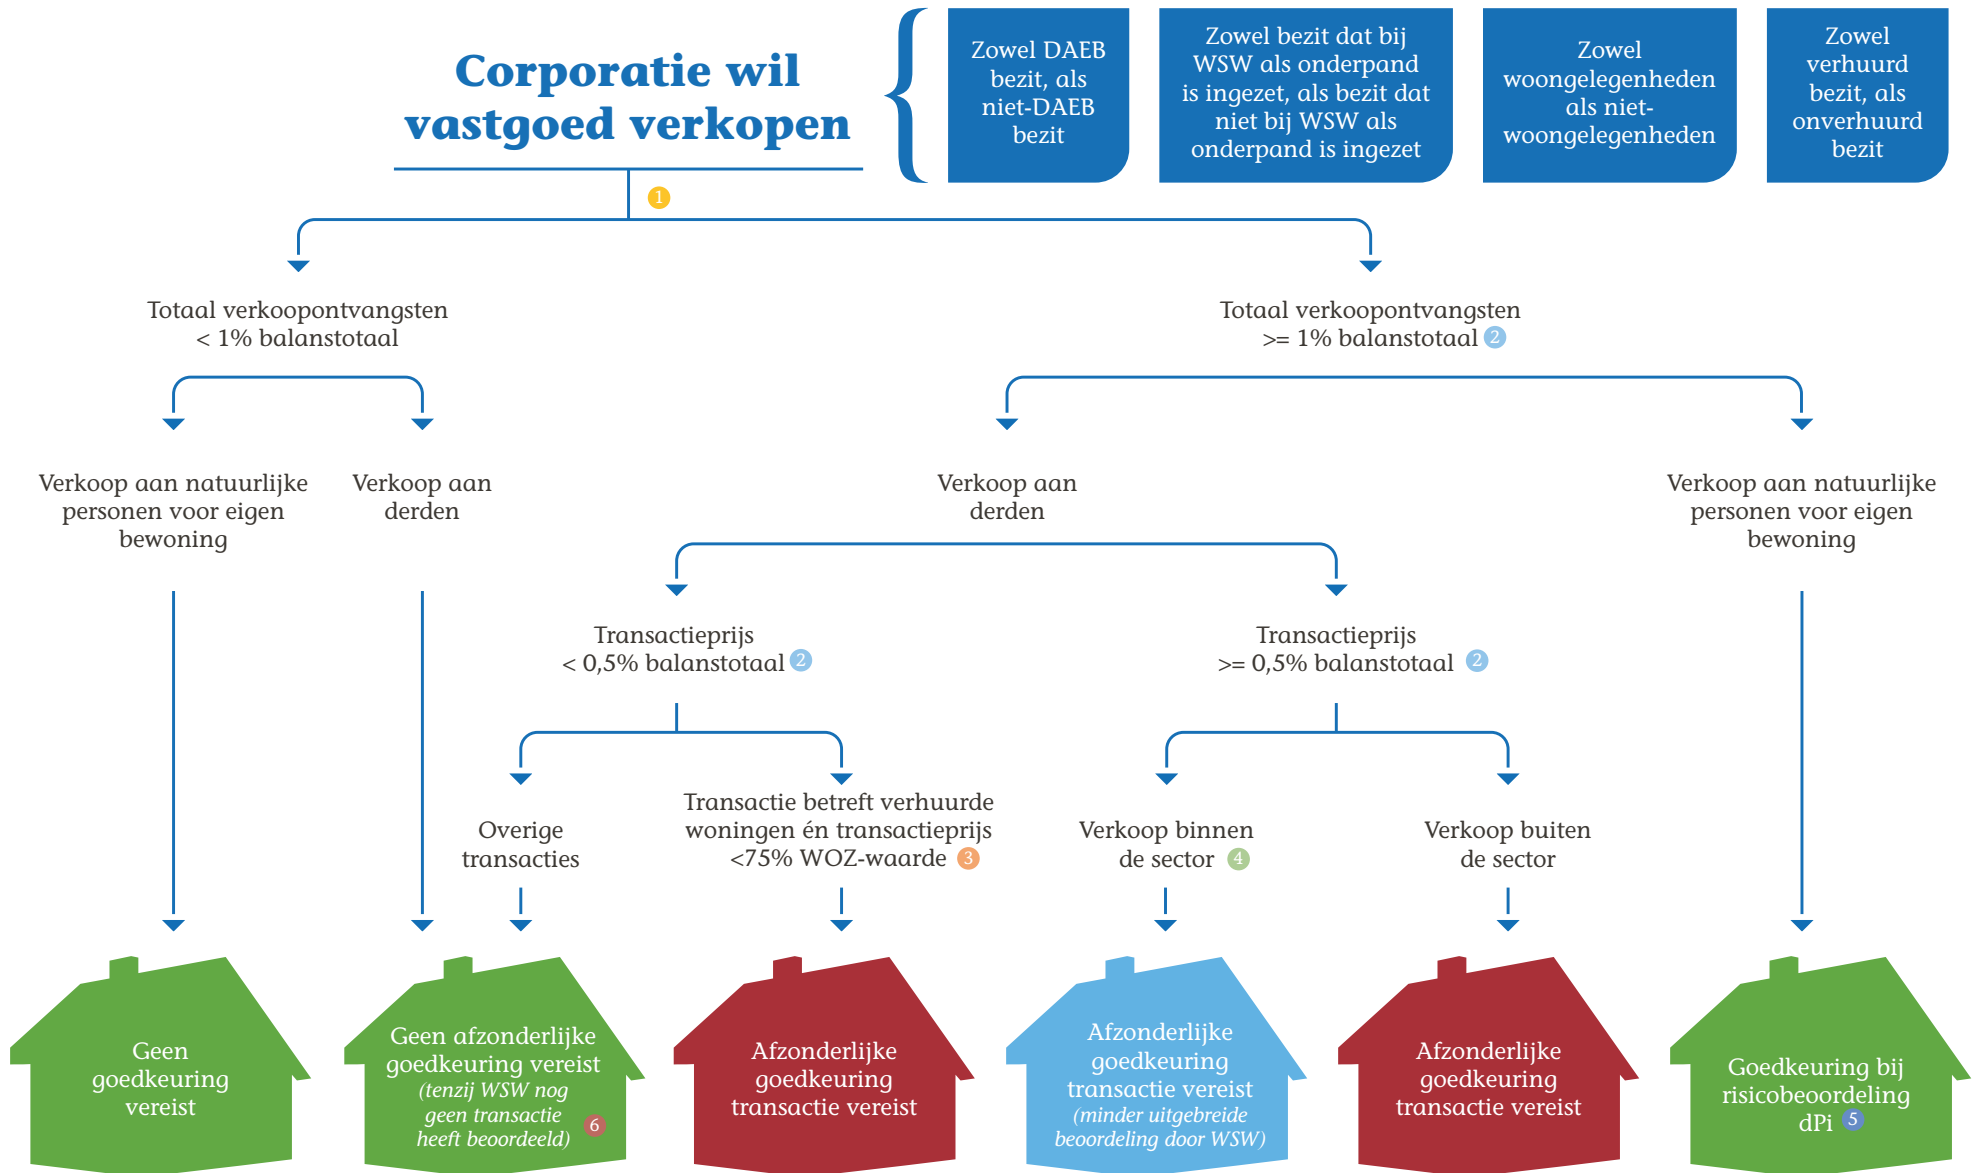 Corporatie wil
vastgoed verkopen
Zowel DAEB
bezit, als
niet-DAEB
bezit
Zowel bezit dat bij
WSW als onderpand
is ingezet, als bezit dat
niet bij WSW als
onderpand is ingezet
Zowel
woongelegenheden
als niet-
woongelegenheden
Zowel
verhuurd
bezit, als
onverhuurd
bezit
1
Totaal verkoopontvangsten
< 1% balanstotaal
Totaal verkoopontvangsten
>= 1% balanstotaal 2
Verkoop aan natuurlijke
personen voor eigen
bewoning
Verkoop aan
derden
Verkoop aan
derden
Verkoop aan natuurlijke
personen voor eigen
bewoning
Transactieprijs
< 0,5% balanstotaal 2
Transactieprijs
>= 0,5% balanstotaal 2
Overige
transacties
Transactie betreft verhuurde
woningen én transactieprijs
<75% WOZ-waarde 3
Verkoop binnen
de sector 4
Verkoop buiten
de sector
Geen
goedkeuring
vereist
Geen afzonderlijke
goedkeuring vereist
(tenzij WSW nog
geen transactie
heeft beoordeeld) 6
Afzonderlijke
goedkeuring
transactie vereist
Afzonderlijke
goedkeuring
transactie vereist
(minder uitgebreide
beoordeling door WSW)
Afzonderlijke
goedkeuring
transactie vereist
Goedkeuring bij
risicobeoordeling
dPi 5